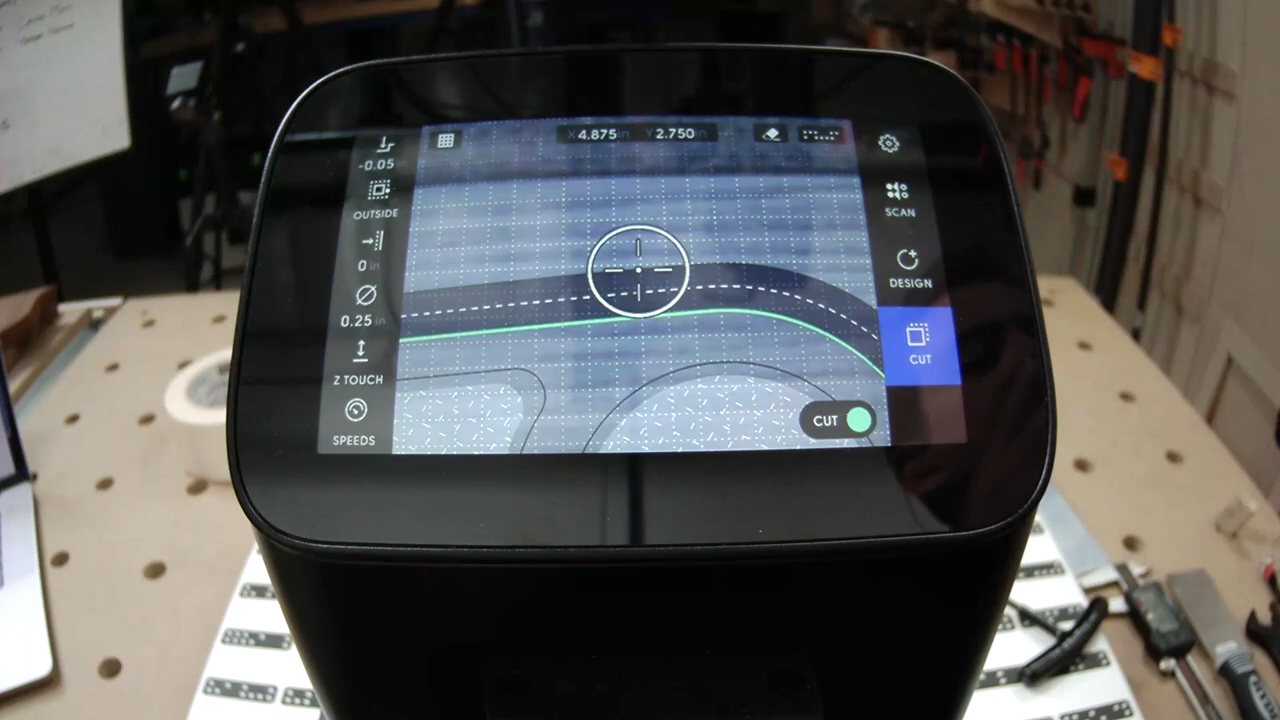 X 4.875 in Y 2.750 in
-0.05
OUTSIDE
0 in
0.25 in
Z TOUCH
SPEEDS
SCAN
DESIGN
CUT
CUT